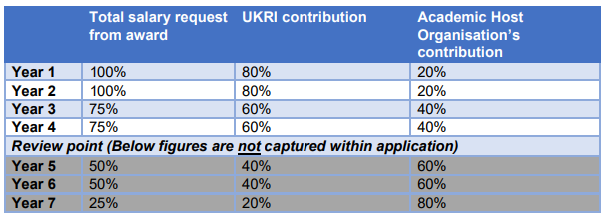 Total salary request from award UKRI contribution Academic Host Organisation's contribution
Year 1 100% 80% 20%
Year 2 100% 80% 20%
Year 3 75% 60% 40%
Year 4 75% 60% 40%
Review point (Below figures are not captured within application)
Year 5 50% 40% 60%
Year 6 50% 40% 60%
Year 7 25% 20% 80%